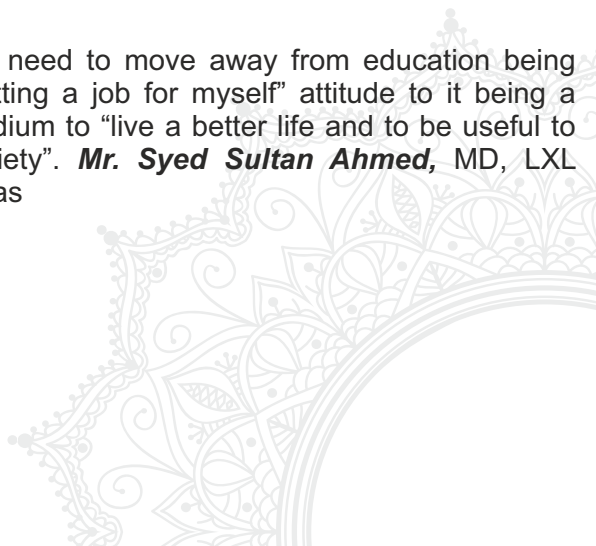 need to move away from education being
tting a job for myself” attitude to it being a
dium to “live a better life and to be useful to
iety”. Mr. Syed Sultan Ahmed, MD, LXL
as